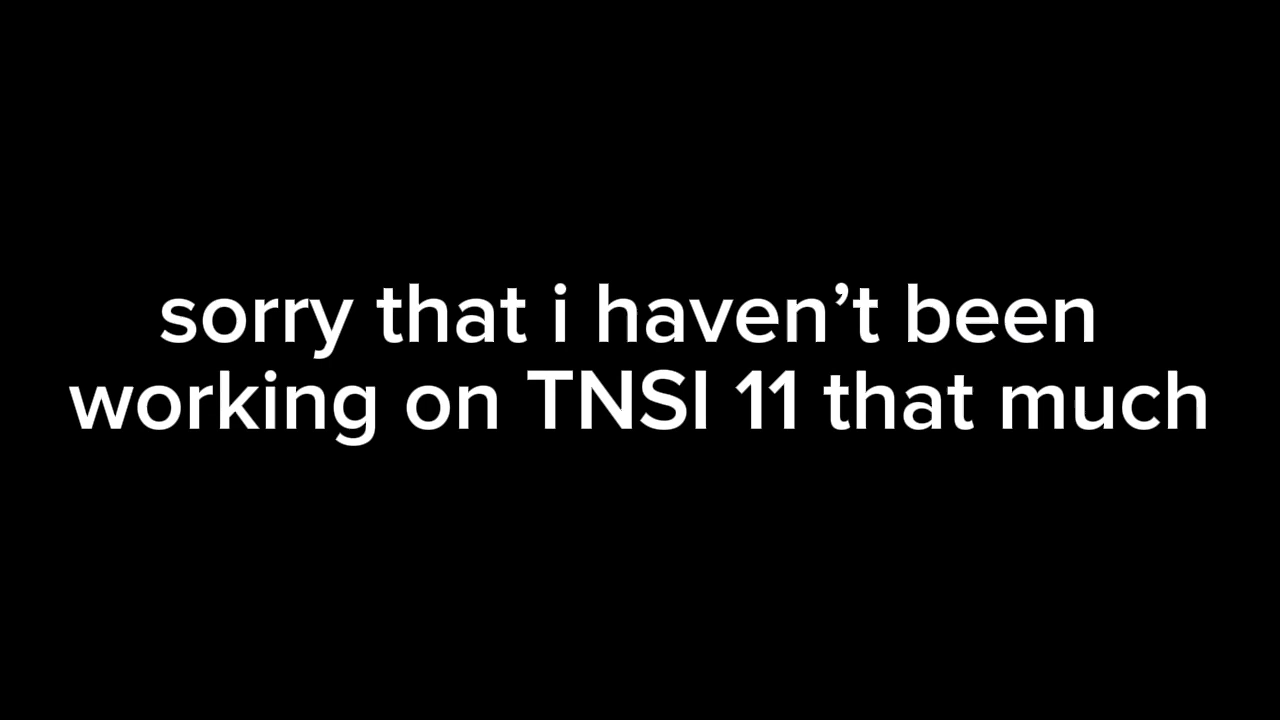 sorry that i haven’t been
working on TNSI 11 that much